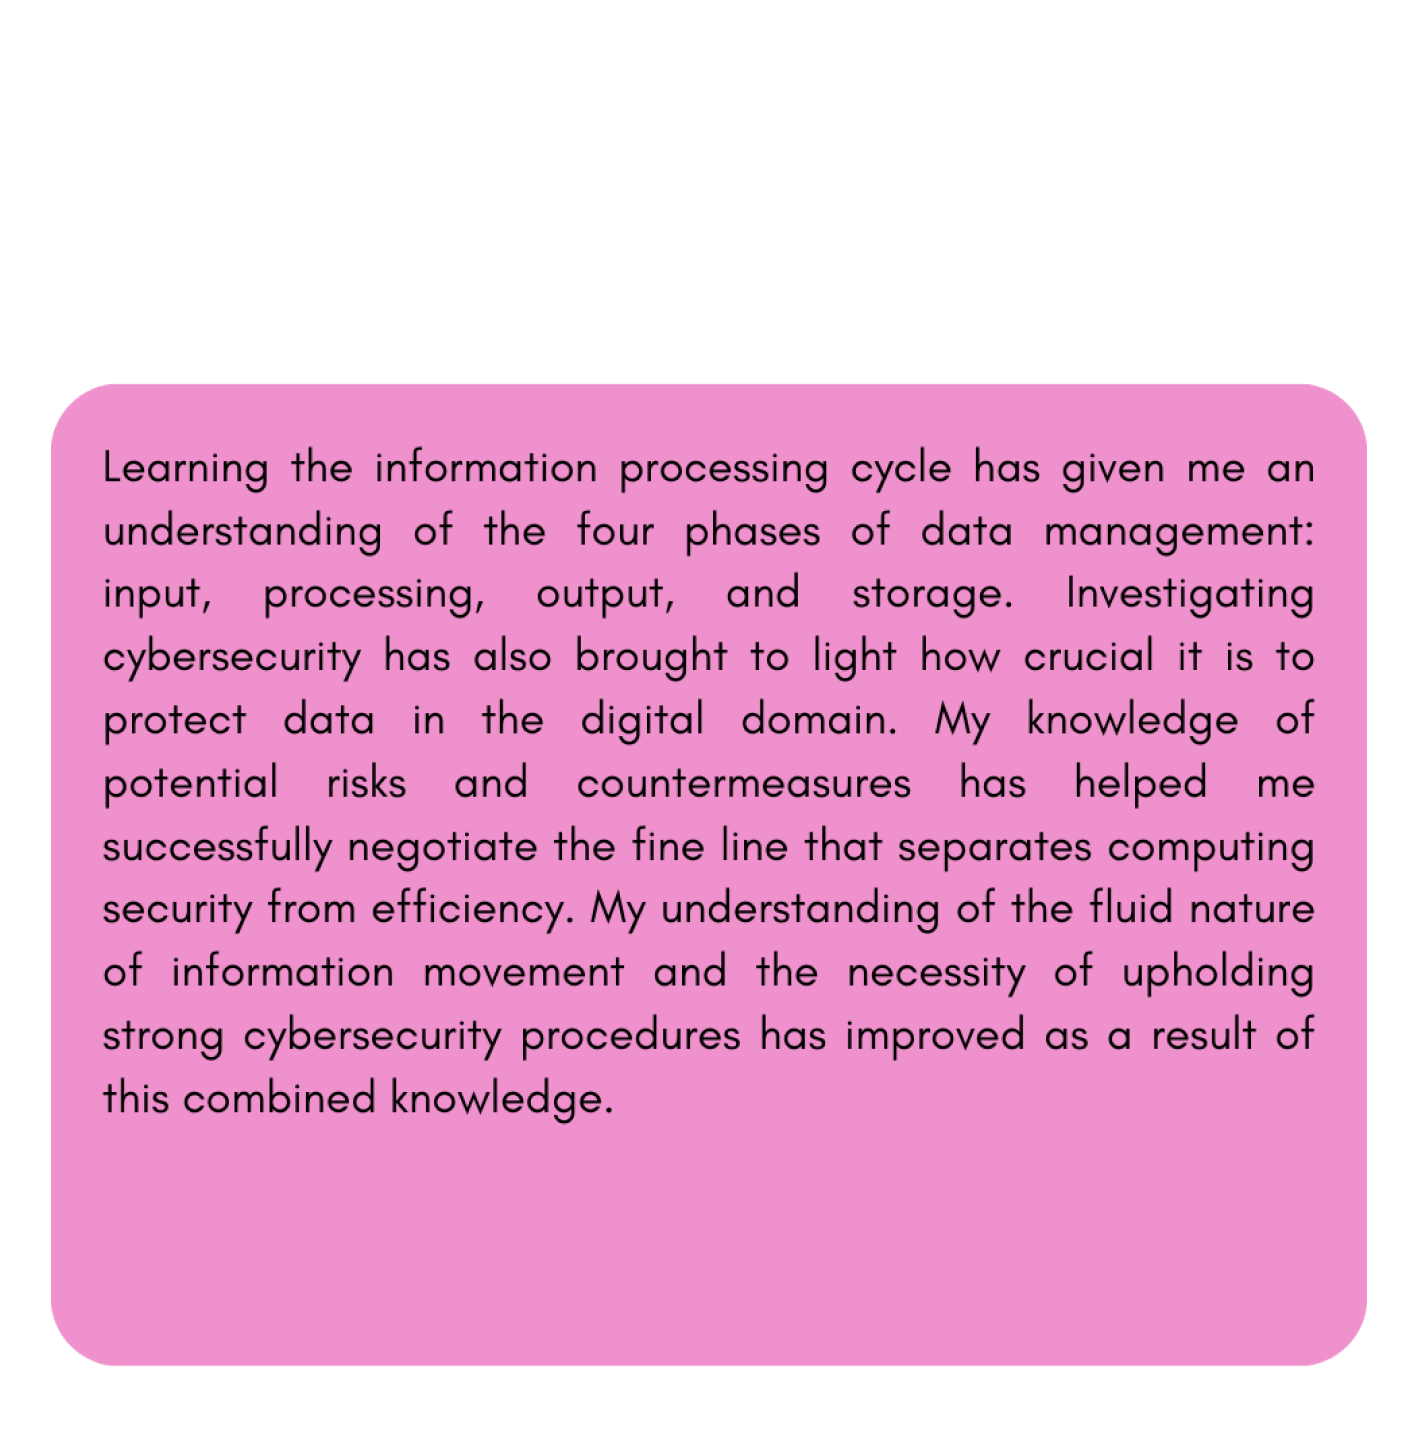 Learning the information processing cycle has given me an
understanding of the four phases of data management:
input, processing, output, and storage. Investigating
cybersecurity has also brought to light how crucial it is to
protect data in the digital domain. My knowledge of
potential risks and countermeasures has helped me
successfully negotiate the fine line that separates computing
security from efficiency. My understanding of the fluid nature
of information movement and the necessity of upholding
strong cybersecurity procedures has improved as a result of
this combined knowledge.